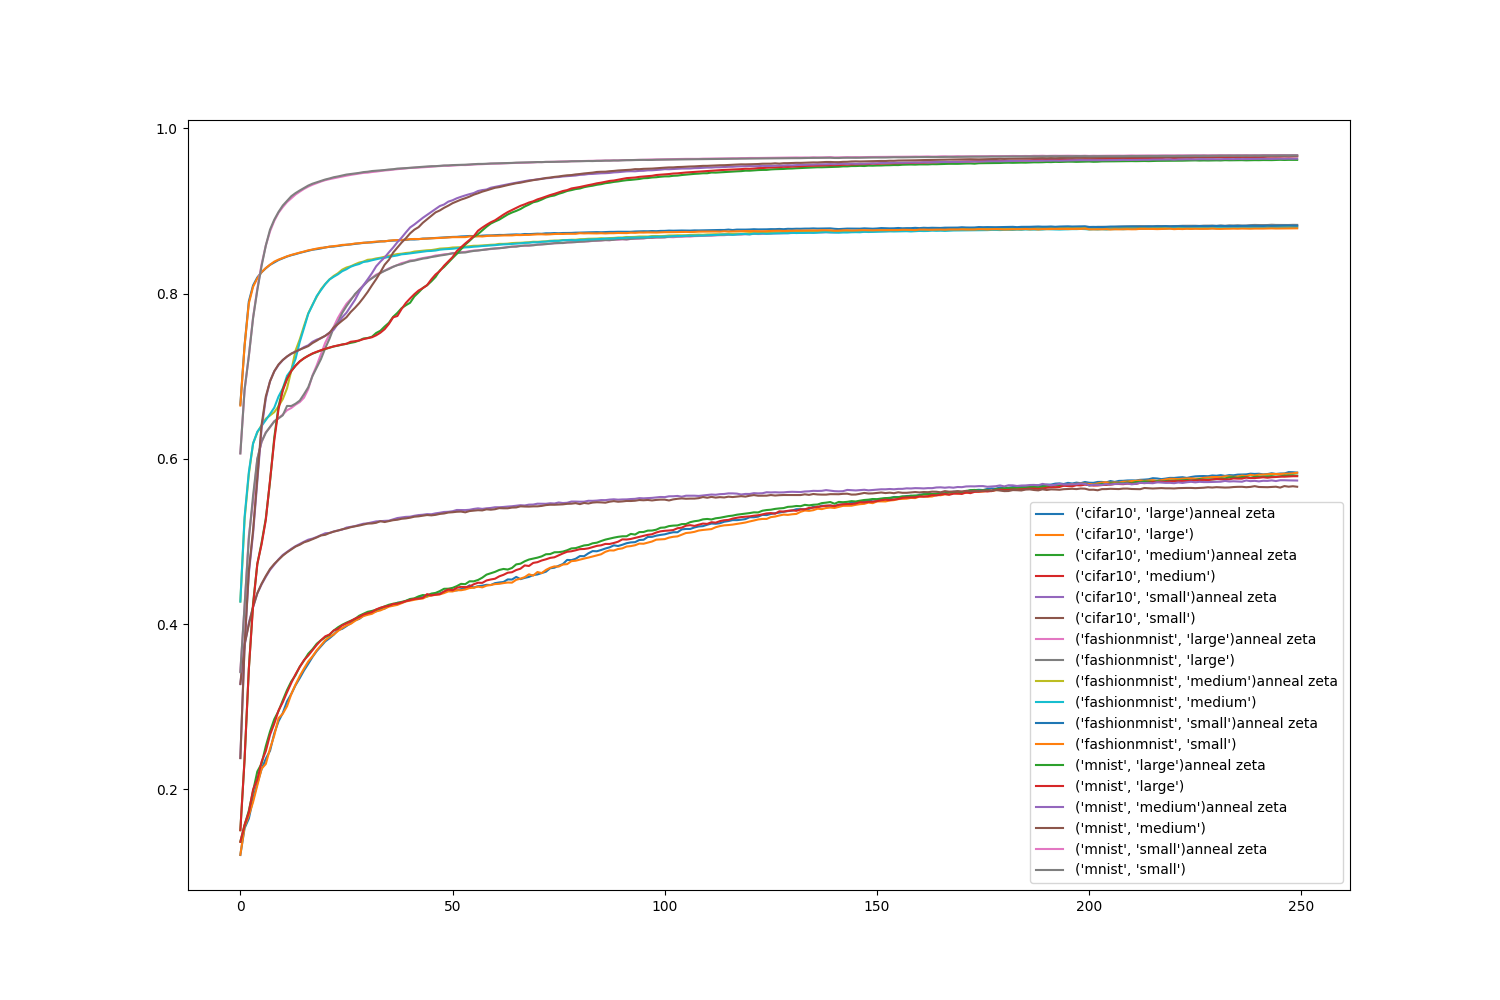 1.0
0.8
0.6
0.4
0.2
0 50 100 150 200 250
('cifar10', 'large')anneal zeta
('cifar10', 'large')
('cifar10', 'medium')anneal zeta
('cifar10', 'medium')
('cifar10', 'small')anneal zeta
('cifar10', 'small')
('fashionmnist', 'large')anneal zeta
('fashionmnist', 'large')
('fashionmnist', 'medium')anneal zeta
('fashionmnist', 'medium')
('fashionmnist', 'small')anneal zeta
('fashionmnist', 'small')
('mnist', 'large')anneal zeta
('mnist', 'large')
('mnist', 'medium')anneal zeta
('mnist', 'medium')
('mnist', 'small')anneal zeta
('mnist', 'small')